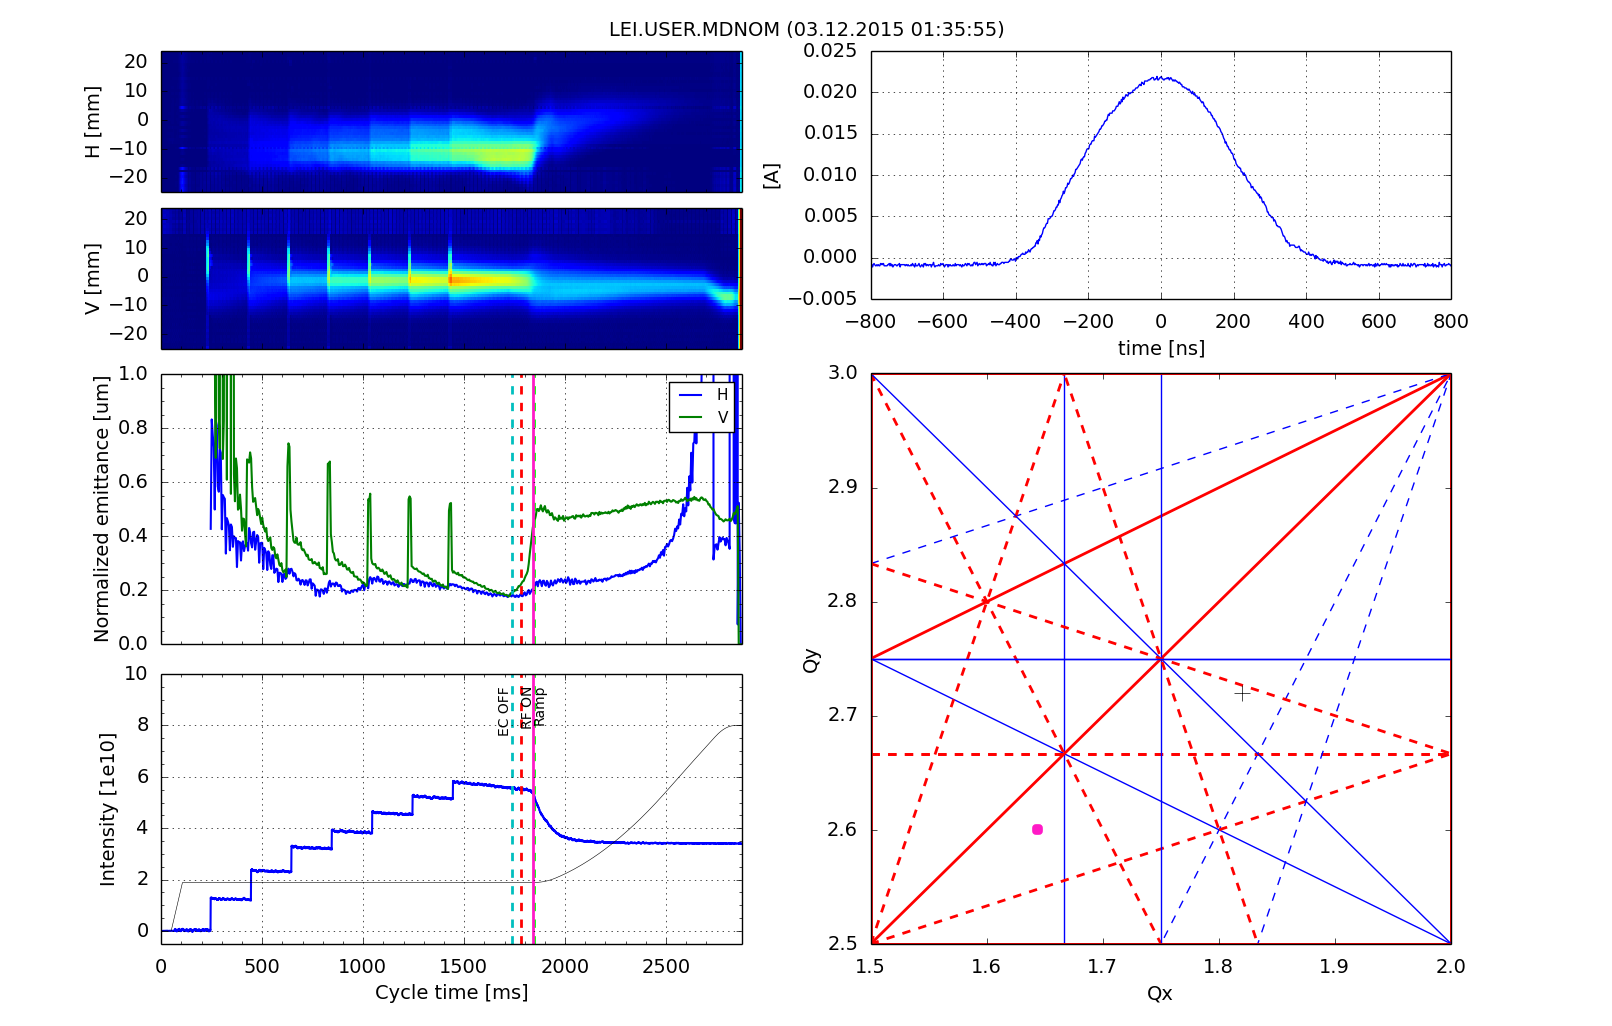 LEI.USER.MDNOM (03.12.2015 01:35:55)
H [mm]
20
10
0
−10
−20
V [mm]
20
10
0
−10
−20
Normalized emittance [um]
1.0
0.8
0.6
0.4
0.2
0.0
H
V
Intensity [1e10]
10
8
6
4
2
0
EC OFF
RF ON
Ramp
0 500 1000 1500 2000 2500
Cycle time [ms]
[A]
0.025
0.020
0.015
0.010
0.005
0.000
−0.005
−800 −600 −400 −200 0 200 400 600 800
time [ns]
Qy
3.0
2.9
2.8
2.7
2.6
2.5
1.5 1.6 1.7 1.8 1.9 2.0
Qx